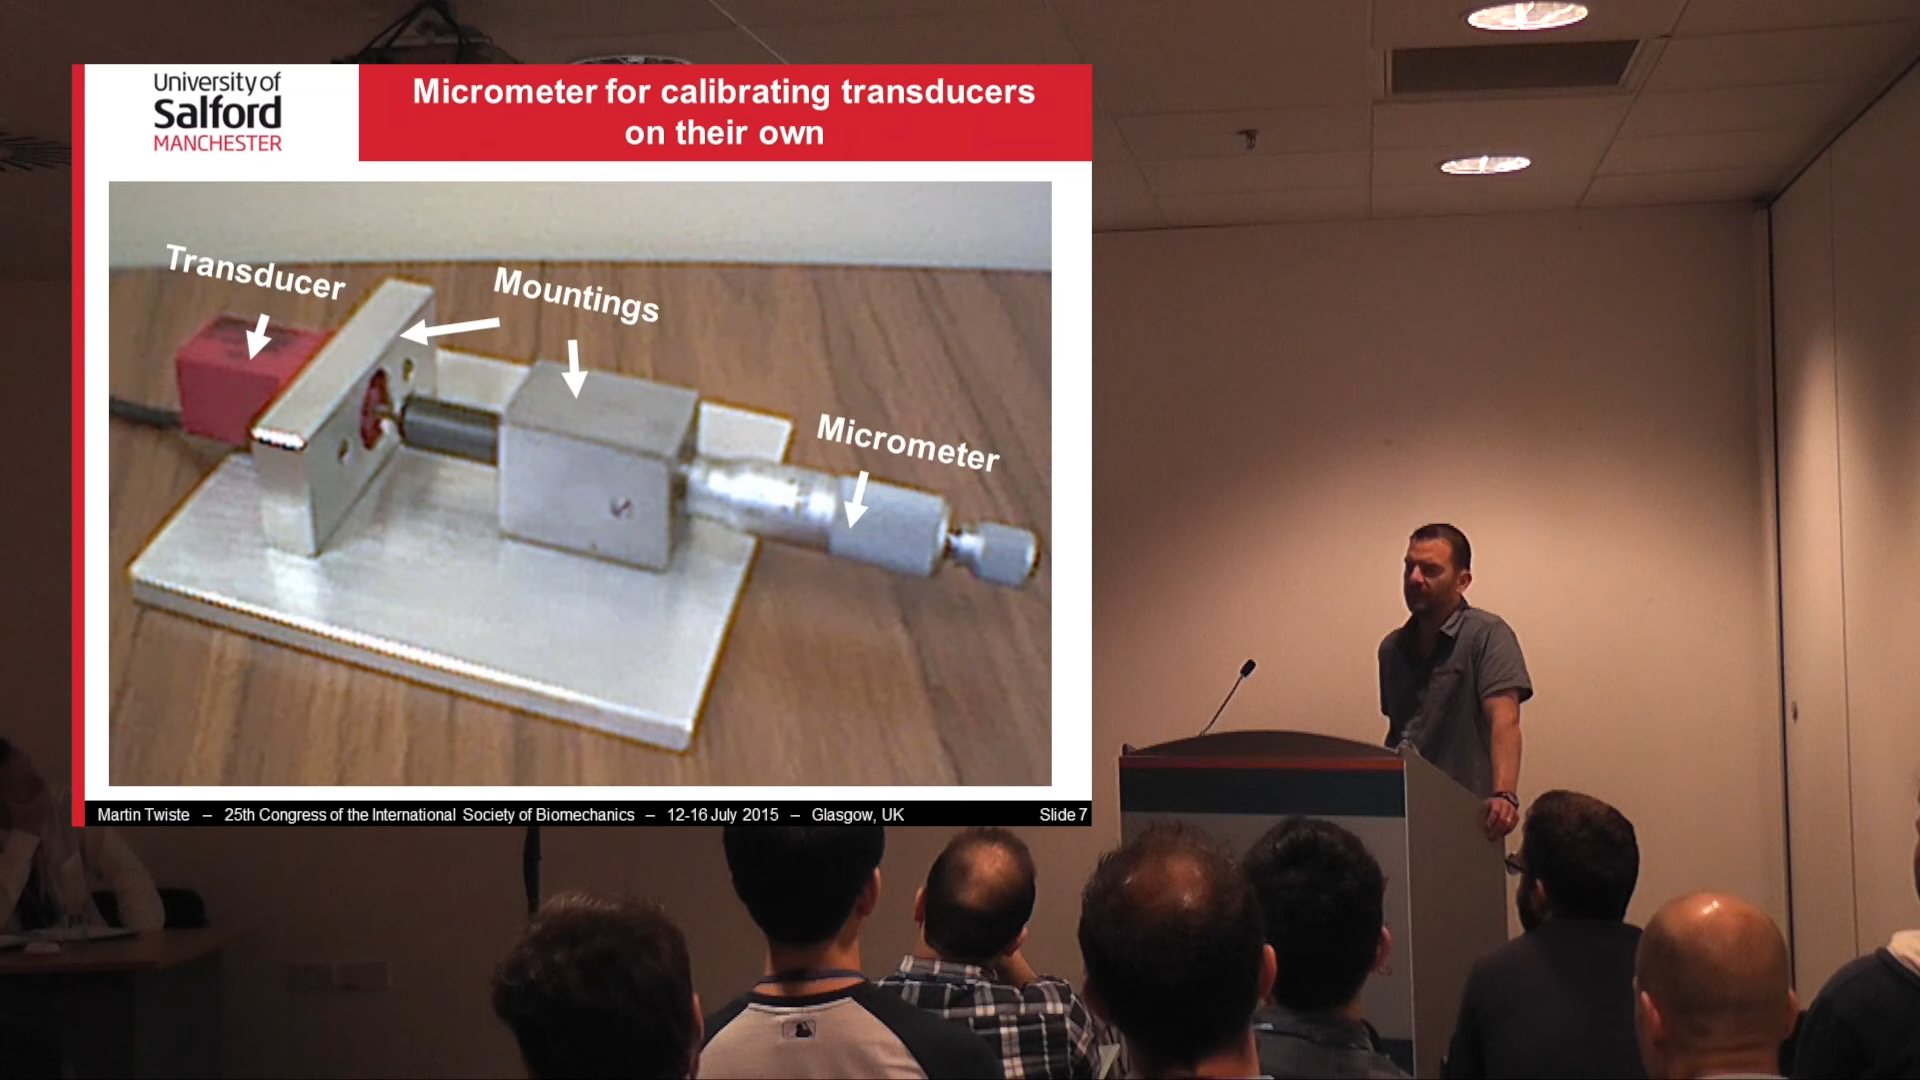 University of
Salford
MANCHESTER
Micrometer for calibrating transducers
on their own
Transducer
Mountings
Micrometer
Martin Twiste – 25th Congress of the International Society of Biomechanics – 12-16 July 2015 – Glasgow, UK Slide 7